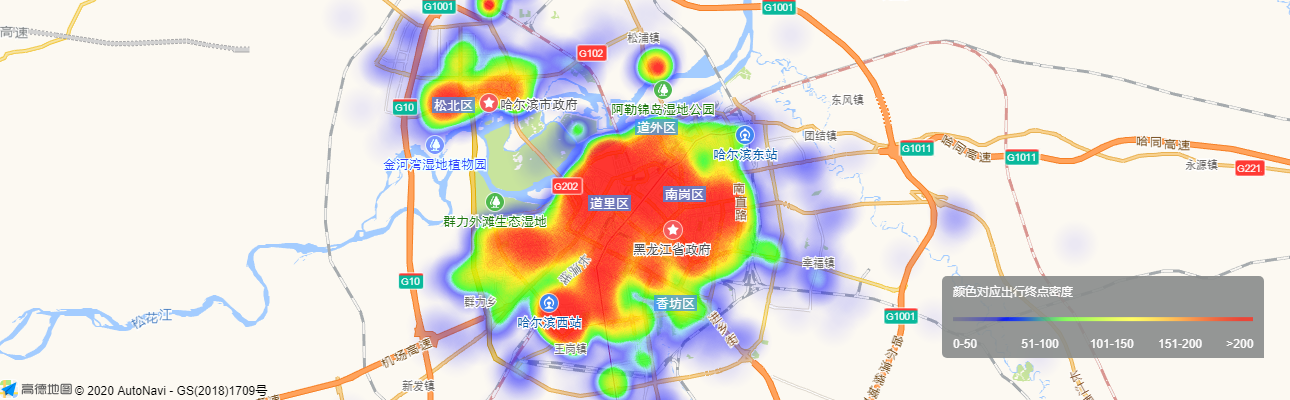 G1001
G1001
高速
松浦镇
G102
G10
松北区
哈尔滨市政府
阿勒锦岛湿地公园
东风镇
道外区
团结镇
哈尔滨东站
G1011
哈同高速
G1011
哈同高速
永源镇
G221
金河湾湿地植物园
G202
南岗区
南直路
道里区
群力外滩生态湿地
黑龙江省政府
幸福镇
G10
群力乡
香坊区
哈尔滨西站
松花江
G1001
王岗镇
机场高速
新发镇
颜色对应出行终点密度
0-50
51-100
101-150
151-200
>200
高德地图 © 2020 AutoNavi - GS(2018)1709号